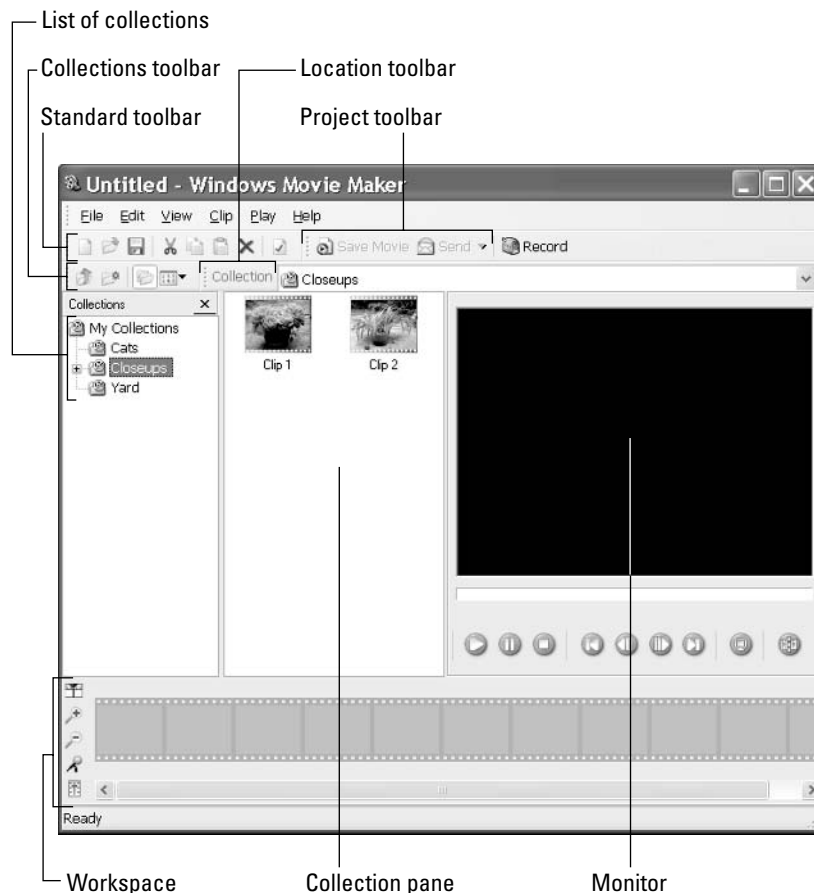 List of collections
Collections toolbar
Location toolbar
Standard toolbar
Project toolbar
Untitled - Windows Movie Maker
File Edit View Clip Play Help
Save Movie Send Record
Collection Closeups
Collections
My Collections
Cats
Closeups
Yard
Clip 1
Clip 2
Ready
Workspace
Collection pane
Monitor